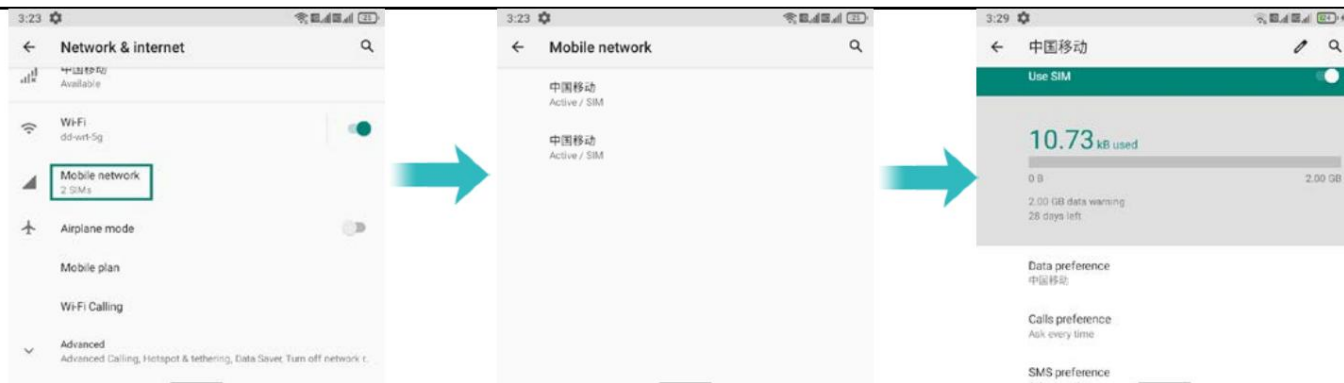 3:23
21
Network & internet
中国移动
Available
Wi-Fi
dd-wrt-5g
Mobile network
2 SIMs
Airplane mode
Mobile plan
Wi-Fi Calling
Advanced
Advanced Calling, Hotspot & tethering, Data Saver, Turn off network r..
3:23
21
Mobile network
中国移动
Active / SIM
中国移动
Active / SIM
3:29
中国移动
Use SIM
10.73 kB used
0 B
2.00 GB
2.00 GB data warning
28 days left
Data preference
中国移动
Calls preference
Ask every time
SMS preference